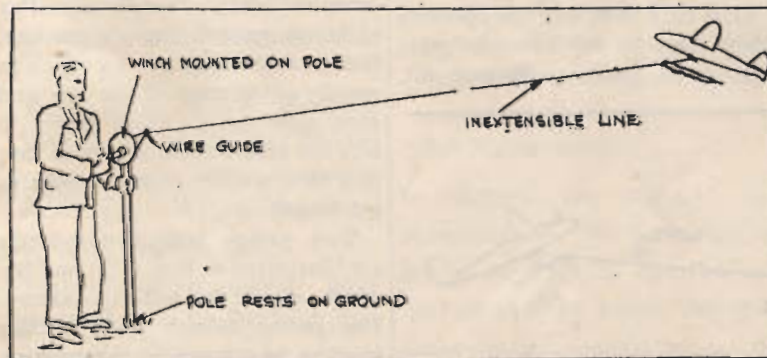 WINCH MOUNTED ON POLE
WIRE GUIDE
INEXTENSIBLE LINE
POLE RESTS ON GROUND